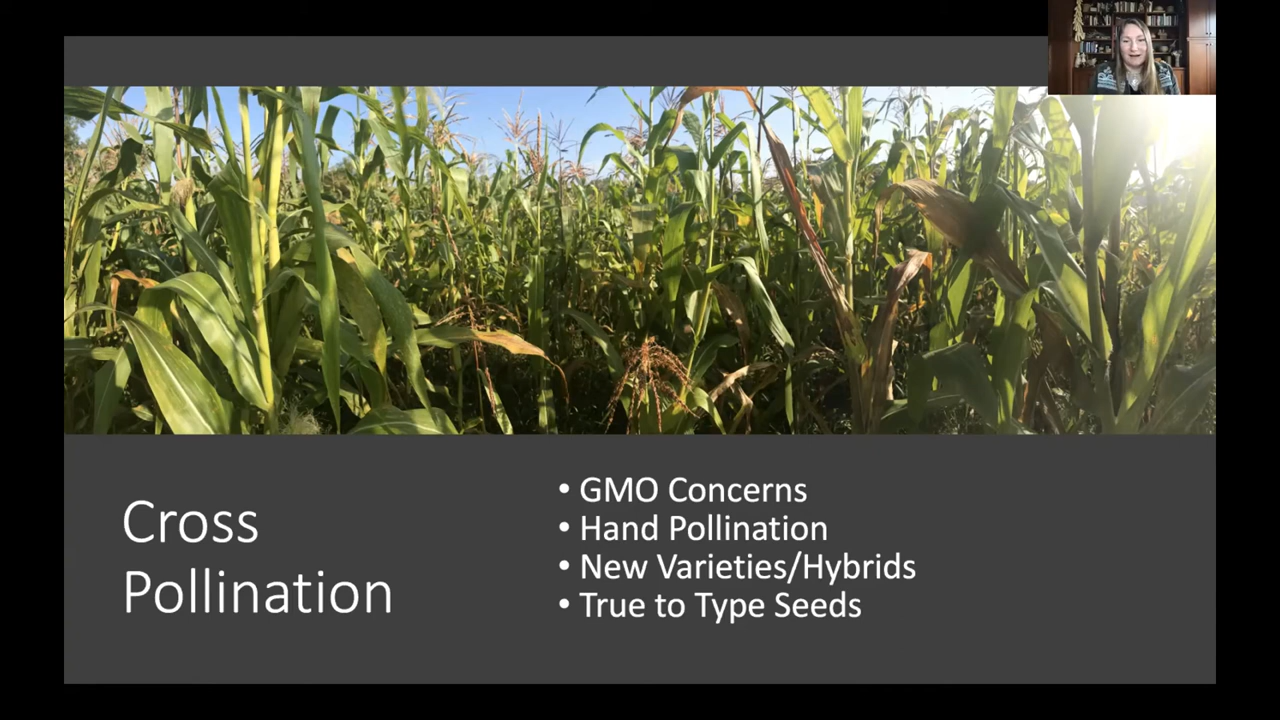 Cross
Pollination
• GMO Concerns
• Hand Pollination
• New Varieties/Hybrids
• True to Type Seeds